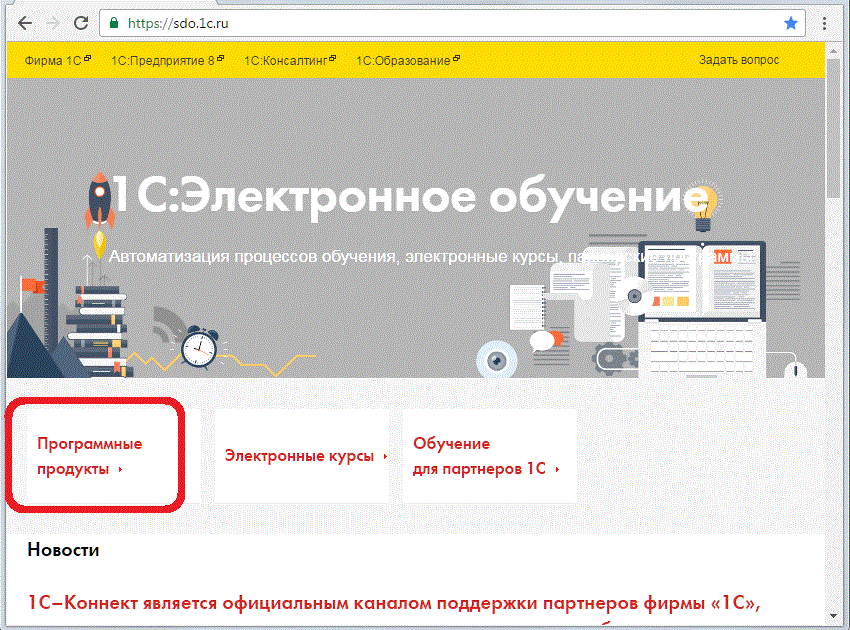 https://sdo.1c.ru
Фирма 1С 1С:Предприятие 8 1С:Консалтинг 1С:Образование Задать вопрос
1С:Электронное обучение
Автоматизация процессов обучения, электронные курсы, партнерские программы
Программные
продукты
Электронные курсы
Обучение
для партнеров 1С
Новости
1С–Коннект является официальным каналом поддержки партнеров фирмы «1С»,